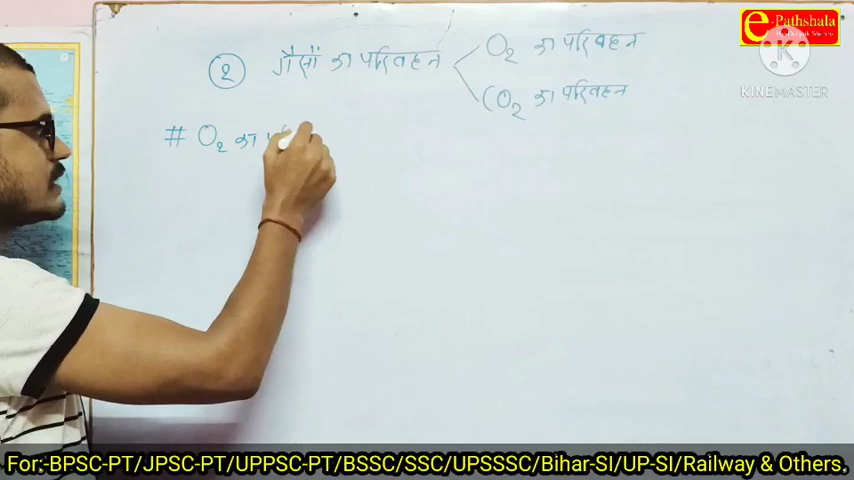 e-Pathshala
K
KINEMASTER
② गैसों का परिवहन
O₂ का परिवहन
CO₂ का परिवहन
# O₂ का
For:-BPSC-PT/JPSC-PT/UPPSC-PT/BSSC/SSC/UPSSSC/Bihar-SI/UP-SI/Railway & Others.